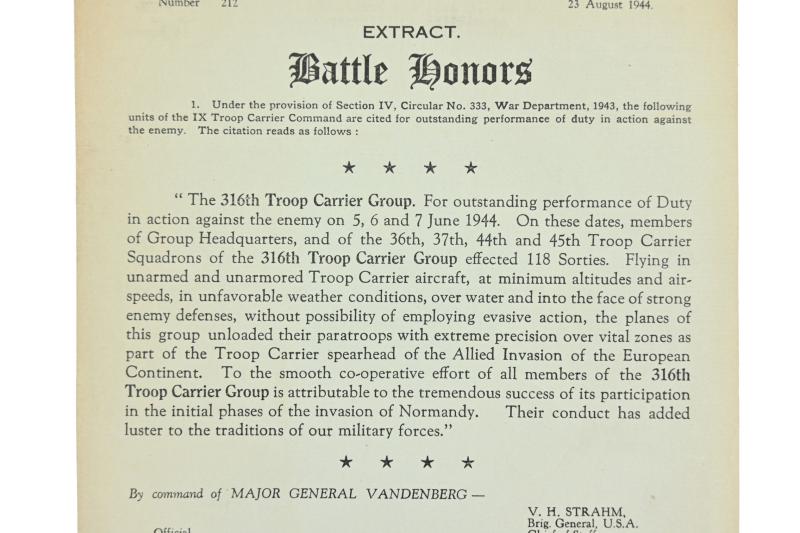 Number 212 23 August 1944.
EXTRACT.
Battle Honors
1. Under the provision of Section IV, Circular No. 333, War Department, 1943, the following
units of the IX Troop Carrier Command are cited for outstanding performance of duty in action against
the enemy. The citation reads as follows :
★ ★ ★ ★
“ The 316th Troop Carrier Group. For outstanding performance of Duty
in action against the enemy on 5, 6 and 7 June 1944. On these dates, members
of Group Headquarters, and of the 36th, 37th, 44th and 45th Troop Carrier
Squadrons of the 316th Troop Carrier Group effected 118 Sorties. Flying in
unarmed and unarmored Troop Carrier aircraft, at minimum altitudes and air-
speeds, in unfavorable weather conditions, over water and into the face of strong
enemy defenses, without possibility of employing evasive action, the planes of
this group unloaded their paratroops with extreme precision over vital zones as
part of the Troop Carrier spearhead of the Allied Invasion of the European
Continent. To the smooth co-operative effort of all members of the 316th
Troop Carrier Group is attributable to the tremendous success of its participation
in the initial phases of the invasion of Normandy. Their conduct has added
luster to the traditions of our military forces.”
★ ★ ★ ★
By command of MAJOR GENERAL VANDENBERG —
V. H. STRAHM,
Brig. General, U.S.A.
Official Chief of Staff